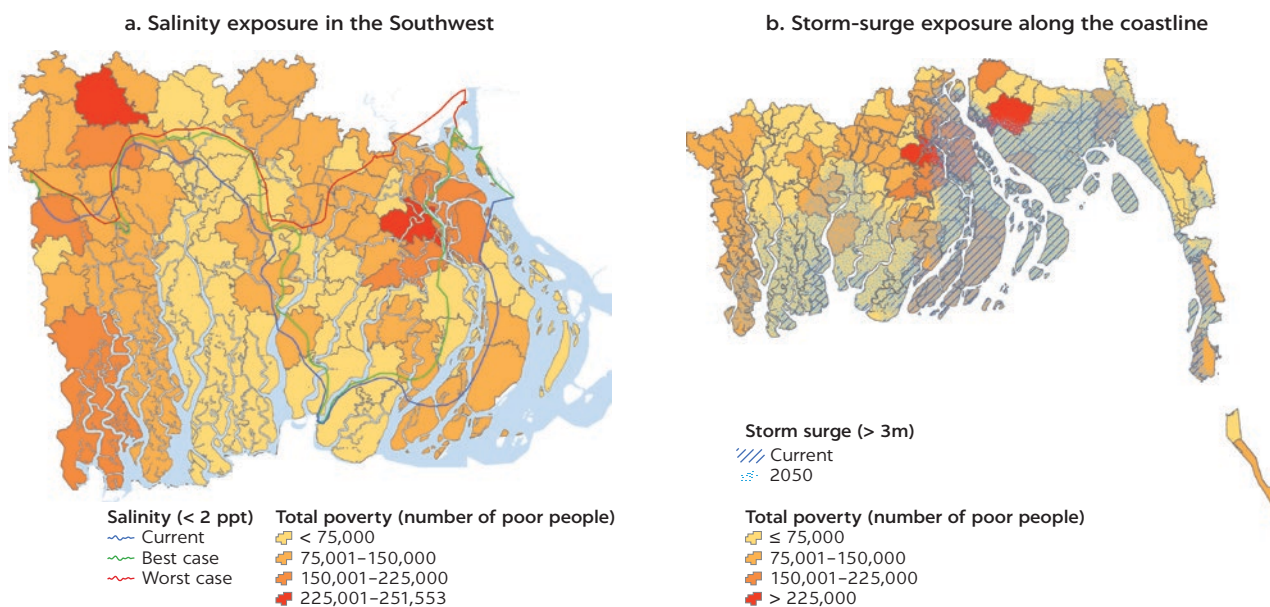 a. Salinity exposure in the Southwest
Salinity (< 2 ppt)
Current
Best case
Worst case
Total poverty (number of poor people)
< 75,000
75,001–150,000
150,001–225,000
225,001–251,553
b. Storm-surge exposure along the coastline
Storm surge (> 3m)
Current
2050
Total poverty (number of poor people)
≤ 75,000
75,001–150,000
150,001–225,000
> 225,000